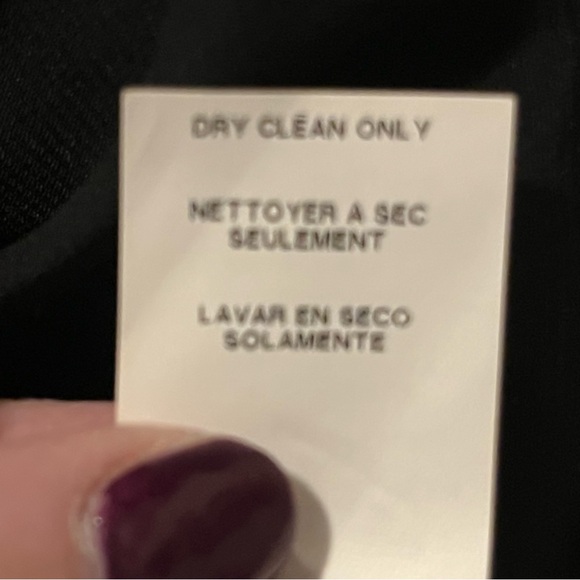 DRY CLEAN ONLY
NETTOYER A SEC
SEULEMENT
LAVAR EN SECO
SOLAMENTE